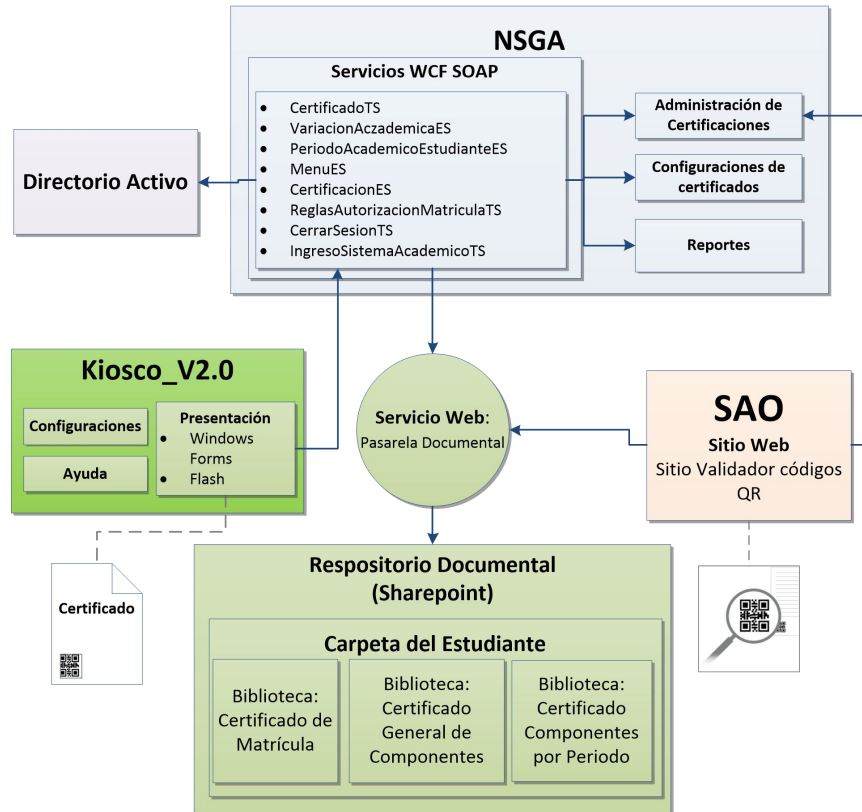 NSGA
Servicios WCF SOAP
• CertificadoTS
• VariacionAczademicaES
• PeriodoAcademicoEstudianteES
• MenuES
• CertificacionES
• ReglasAutorizacionMatriculaTS
• CerrarSesionTS
• IngresoSistemaAcademicoTS
Administración de
Certificaciones
Configuraciones de
certificados
Reportes
Directorio Activo
Kiosco_V2.0
Configuraciones
Ayuda
Presentación
• Windows
Forms
• Flash
Servicio Web:
Pasarela Documental
SAO
Sitio Web
Sitio Validador códigos
QR
Certificado
Respositorio Documental
(Sharepoint)
Carpeta del Estudiante
Biblioteca:
Certificado de
Matrícula
Biblioteca:
Certificado
General de
Componentes
Biblioteca:
Certificado
Componentes
por Periodo